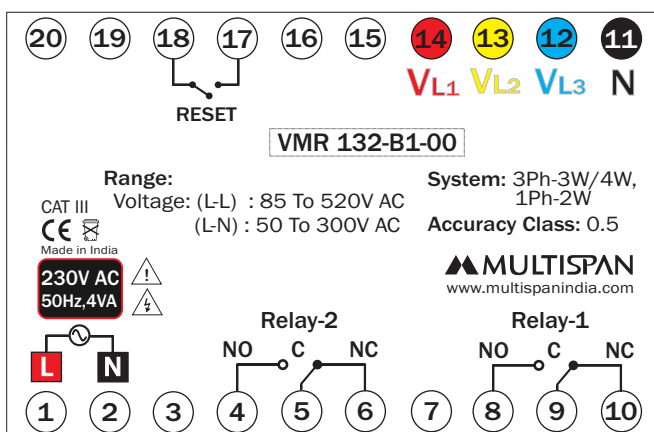 20 19 18 17 16 15 14 13 12 11
VL1 VL2 VL3 N
RESET
VMR 132-B1-00
Range:
Voltage: (L-L) : 85 To 520V AC
(L-N) : 50 To 300V AC
System: 3Ph-3W/4W,
1Ph-2W
Accuracy Class: 0.5
CAT III
CE
Made in India
230V AC
50Hz,4VA
MULTISPAN
www.multispanindia.com
Relay-2
Relay-1
L N
NO C NC
NO C NC
1 2 3 4 5 6 7 8 9 10